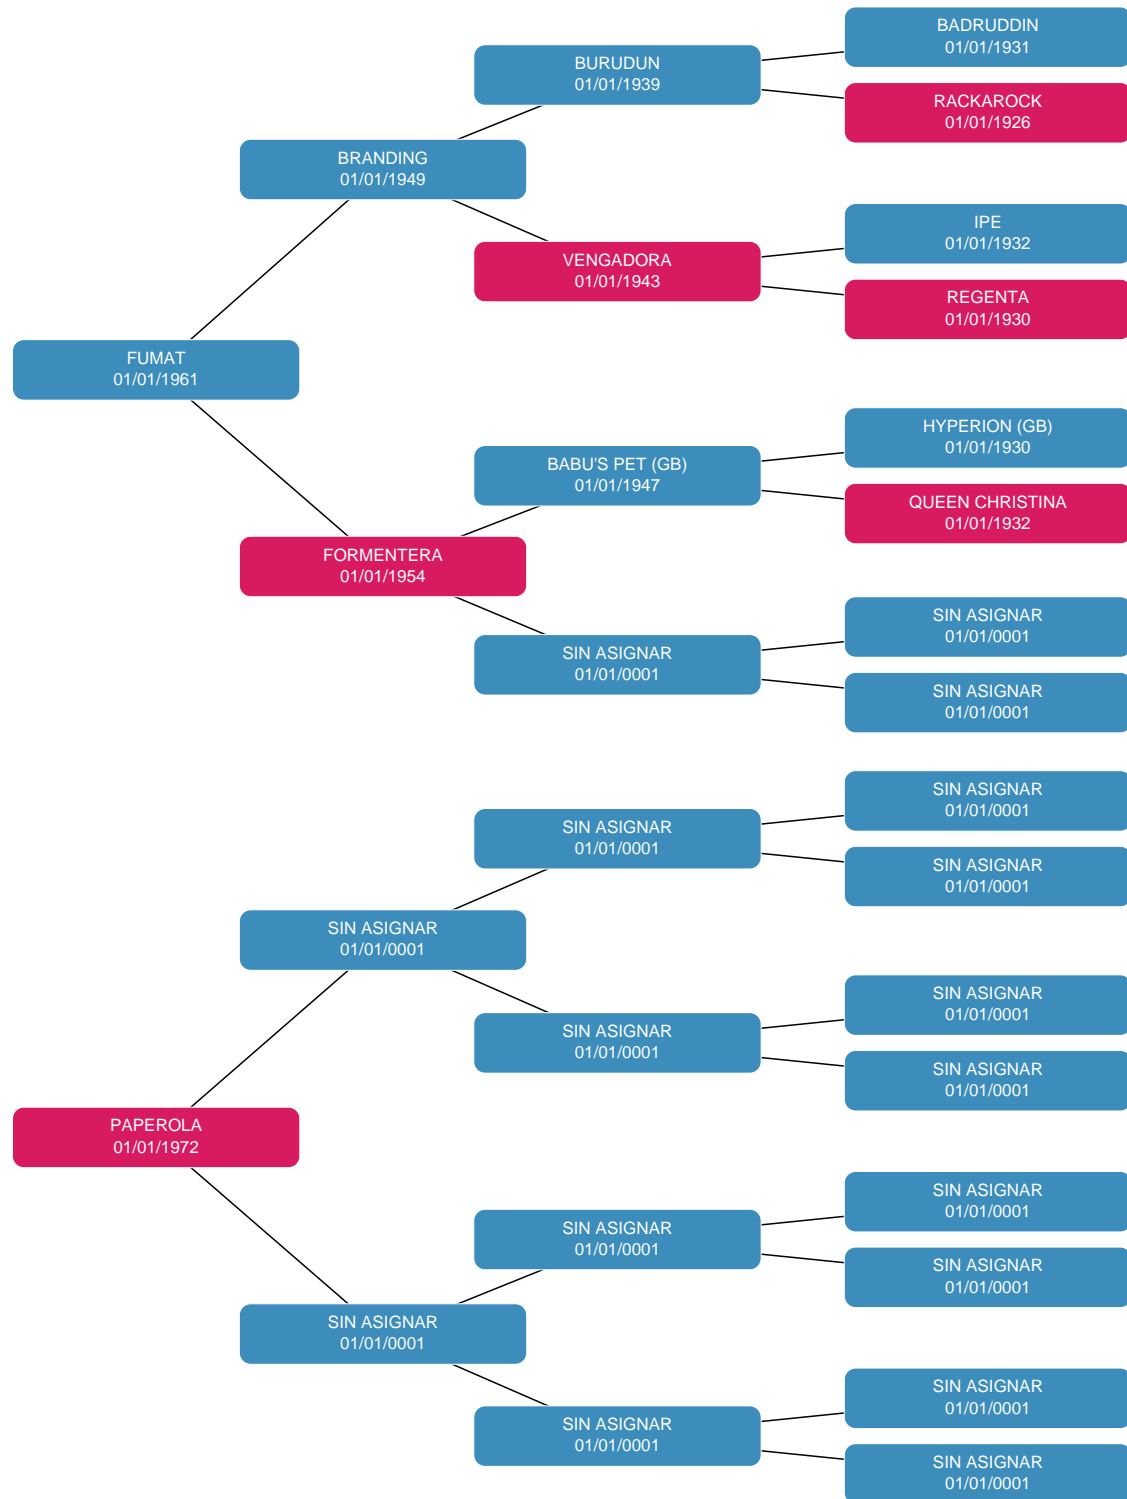 BADRUDDIN
01/01/1931
BURUDUN
01/01/1939
RACKAROCK
01/01/1926
BRANDING
01/01/1949
IPE
01/01/1932
VENGADORA
01/01/1943
REGENTA
01/01/1930
FUMAT
01/01/1961
HYPERION (GB)
01/01/1930
BABU'S PET (GB)
01/01/1947
QUEEN CHRISTINA
01/01/1932
FORMENTERA
01/01/1954
SIN ASIGNAR
01/01/0001
SIN ASIGNAR
01/01/0001
SIN ASIGNAR
01/01/0001
SIN ASIGNAR
01/01/0001
SIN ASIGNAR
01/01/0001
SIN ASIGNAR
01/01/0001
SIN ASIGNAR
01/01/0001
SIN ASIGNAR
01/01/0001
SIN ASIGNAR
01/01/0001
SIN ASIGNAR
01/01/0001
PAPEROLA
01/01/1972
SIN ASIGNAR
01/01/0001
SIN ASIGNAR
01/01/0001
SIN ASIGNAR
01/01/0001
SIN ASIGNAR
01/01/0001
SIN ASIGNAR
01/01/0001
SIN ASIGNAR
01/01/0001
SIN ASIGNAR
01/01/0001